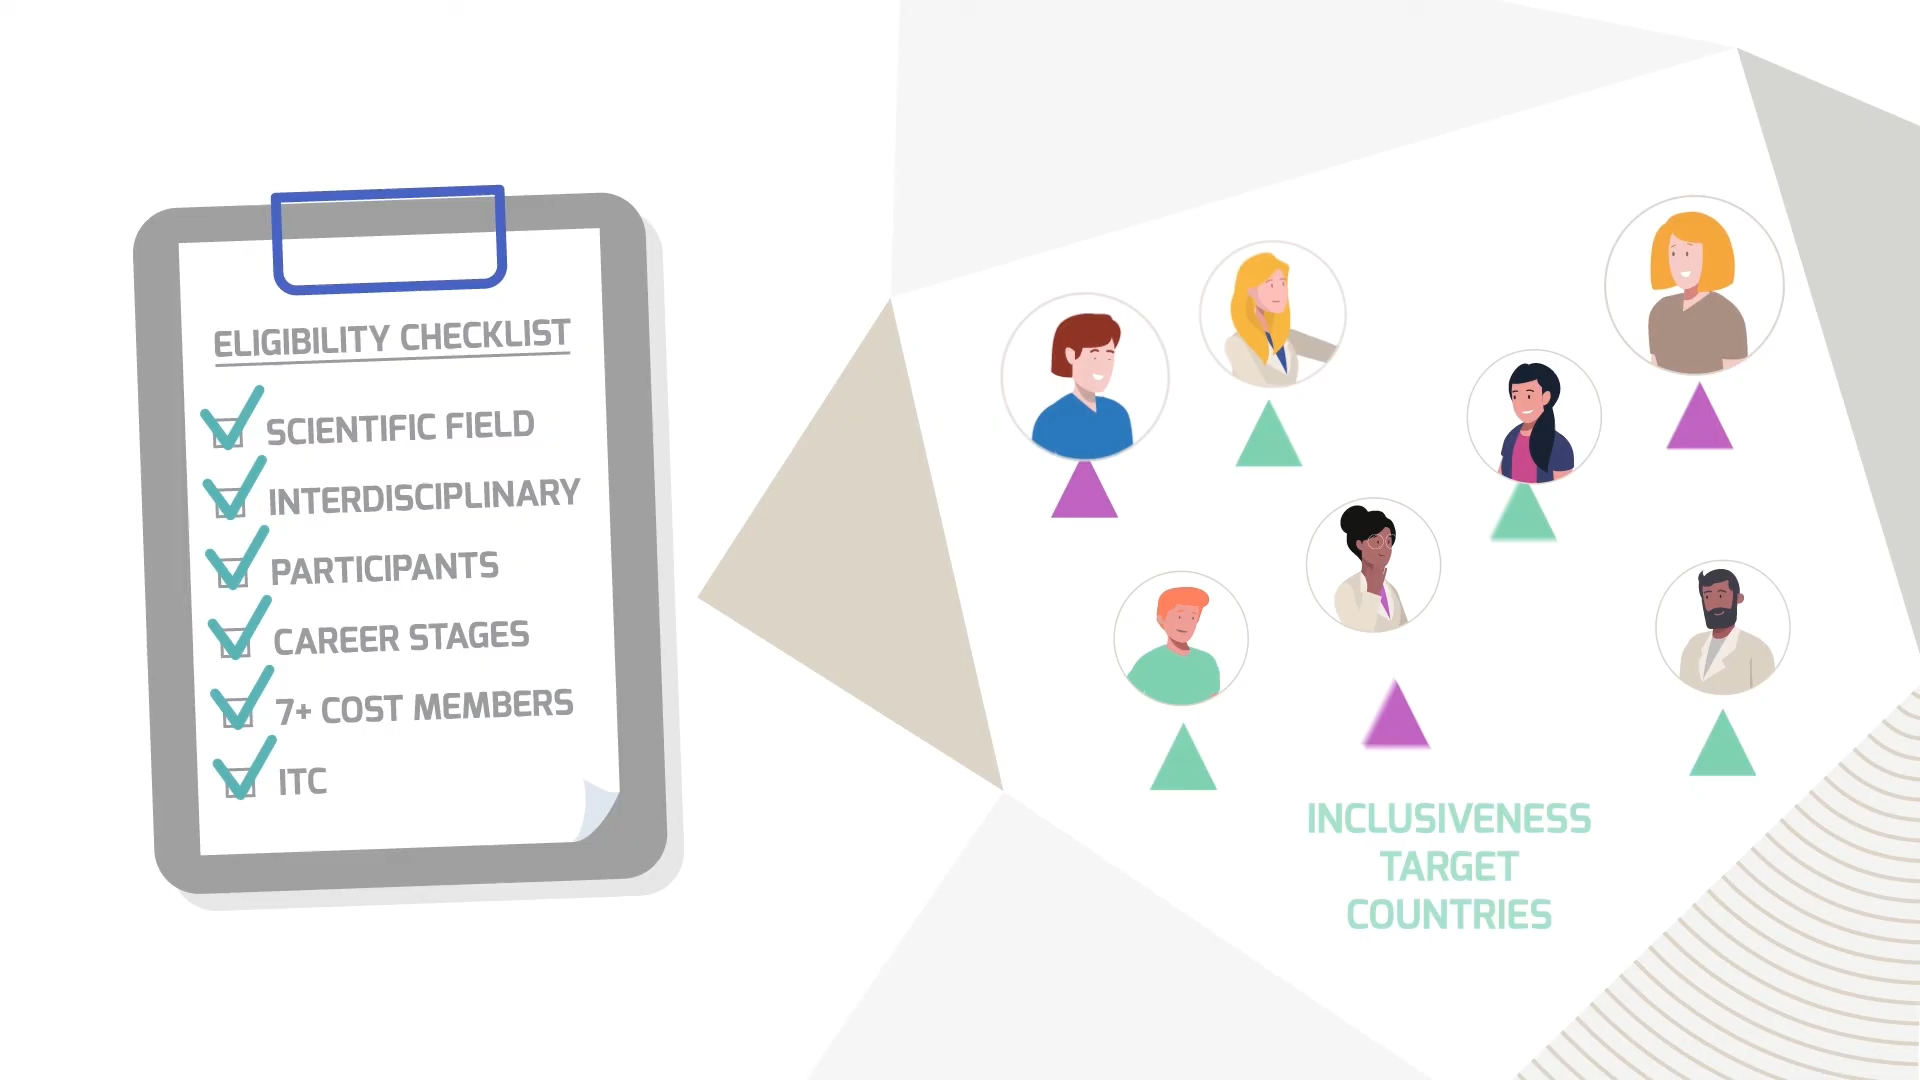 ELIGIBILITY CHECKLIST
SCIENTIFIC FIELD
INTERDISCIPLINARY
PARTICIPANTS
CAREER STAGES
7+ COST MEMBERS
ITC
INCLUSIVENESS
TARGET
COUNTRIES